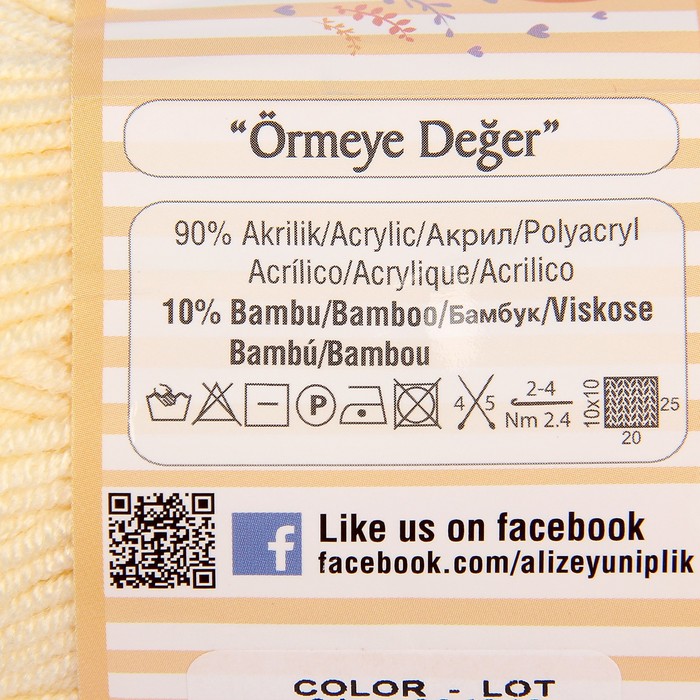 “Örmeye Değer”
90% Akrilik/Acrylic/Акрил/Polyacryl
Acrílico/Acrylique/Acrilico
10% Bambu/Bamboo/Бамбук/Viskose
Bambú/Bambou
P 4 5 2-4 Nm 2.4 10x10 25
20
f Like us on facebook
facebook.com/alizeyuniplik
COLOR - LOT